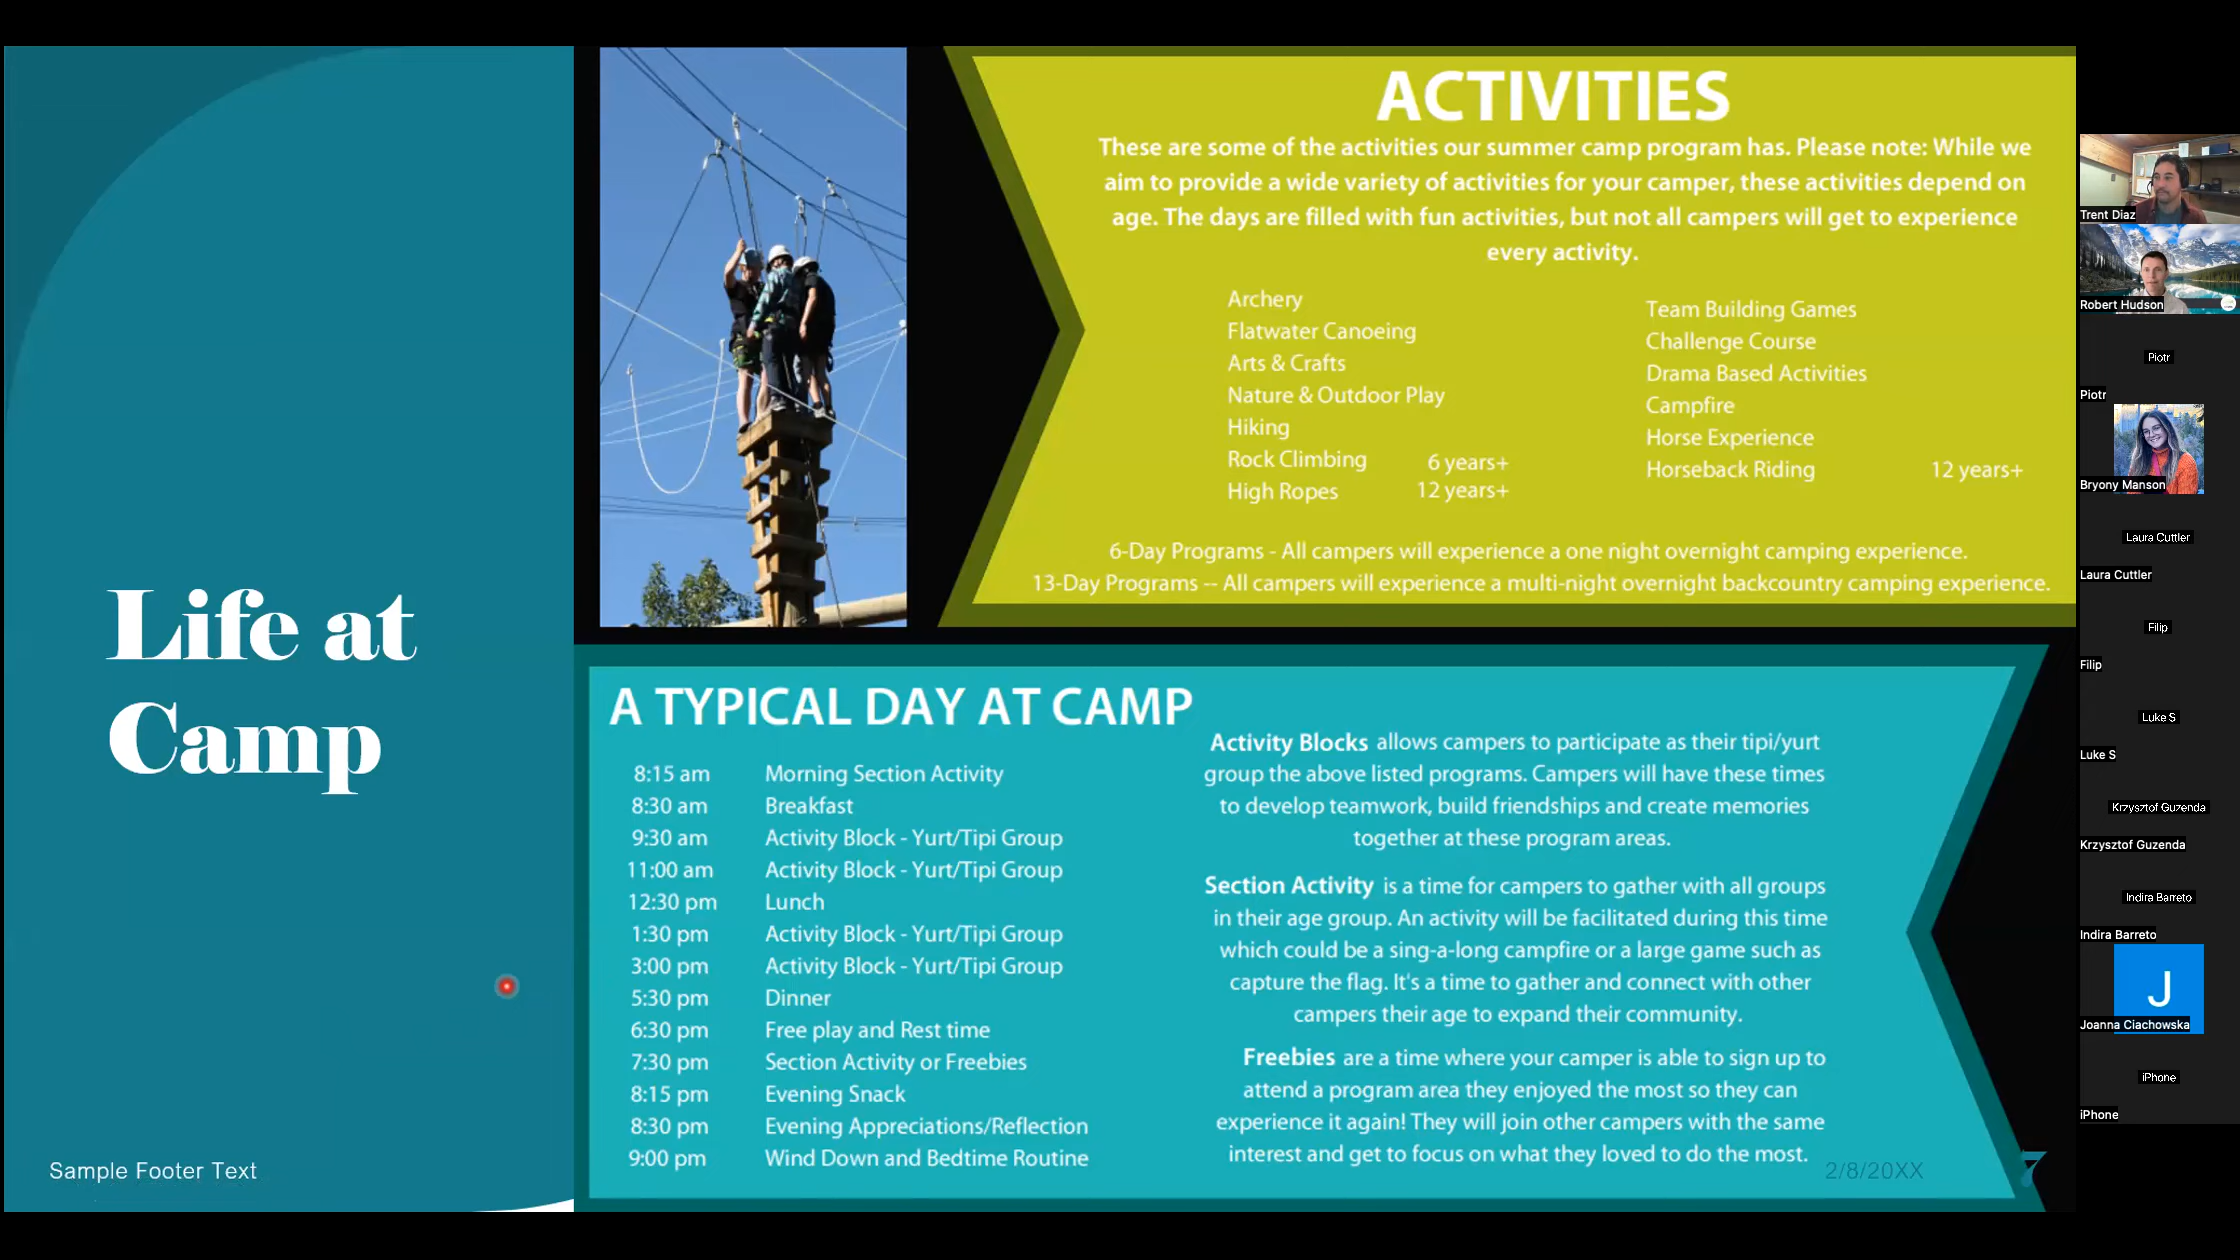 Life at
Camp
Sample Footer Text
ACTIVITIES
These are some of the activities our summer camp program has. Please note: While we
aim to provide a wide variety of activities for your camper, these activities depend on
age. The days are filled with fun activities, but not all campers will get to experience
every activity.
Archery
Flatwater Canoeing
Arts & Crafts
Nature & Outdoor Play
Hiking
Rock Climbing 6 years+
High Ropes 12 years+
Team Building Games
Challenge Course
Drama Based Activities
Campfire
Horse Experience
Horseback Riding 12 years+
6-Day Programs - All campers will experience a one night overnight camping experience.
13-Day Programs -- All campers will experience a multi-night overnight backcountry camping experience.
A TYPICAL DAY AT CAMP
8:15 am Morning Section Activity
8:30 am Breakfast
9:30 am Activity Block - Yurt/Tipi Group
11:00 am Activity Block - Yurt/Tipi Group
12:30 pm Lunch
1:30 pm Activity Block - Yurt/Tipi Group
3:00 pm Activity Block - Yurt/Tipi Group
5:30 pm Dinner
6:30 pm Free play and Rest time
7:30 pm Section Activity or Freebies
8:15 pm Evening Snack
8:30 pm Evening Appreciations/Reflection
9:00 pm Wind Down and Bedtime Routine
Activity Blocks allows campers to participate as their tipi/yurt
group the above listed programs. Campers will have these times
to develop teamwork, build friendships and create memories
together at these program areas.
Section Activity is a time for campers to gather with all groups
in their age group. An activity will be facilitated during this time
which could be a sing-a-long campfire or a large game such as
capture the flag. It's a time to gather and connect with other
campers their age to expand their community.
Freebies are a time where your camper is able to sign up to
attend a program area they enjoyed the most so they can
experience it again! They will join other campers with the same
interest and get to focus on what they loved to do the most.
2/8/20XX
7
Trent Diaz
Robert Hudson
Piotr
Piotr
Bryony Manson
Laura Cuttler
Laura Cuttler
Filip
Filip
Luke S
Luke S
Krzysztof Guzenda
Krzysztof Guzenda
Indira Barreto
Indira Barreto
J
Joanna Ciachowska
iPhone
iPhone